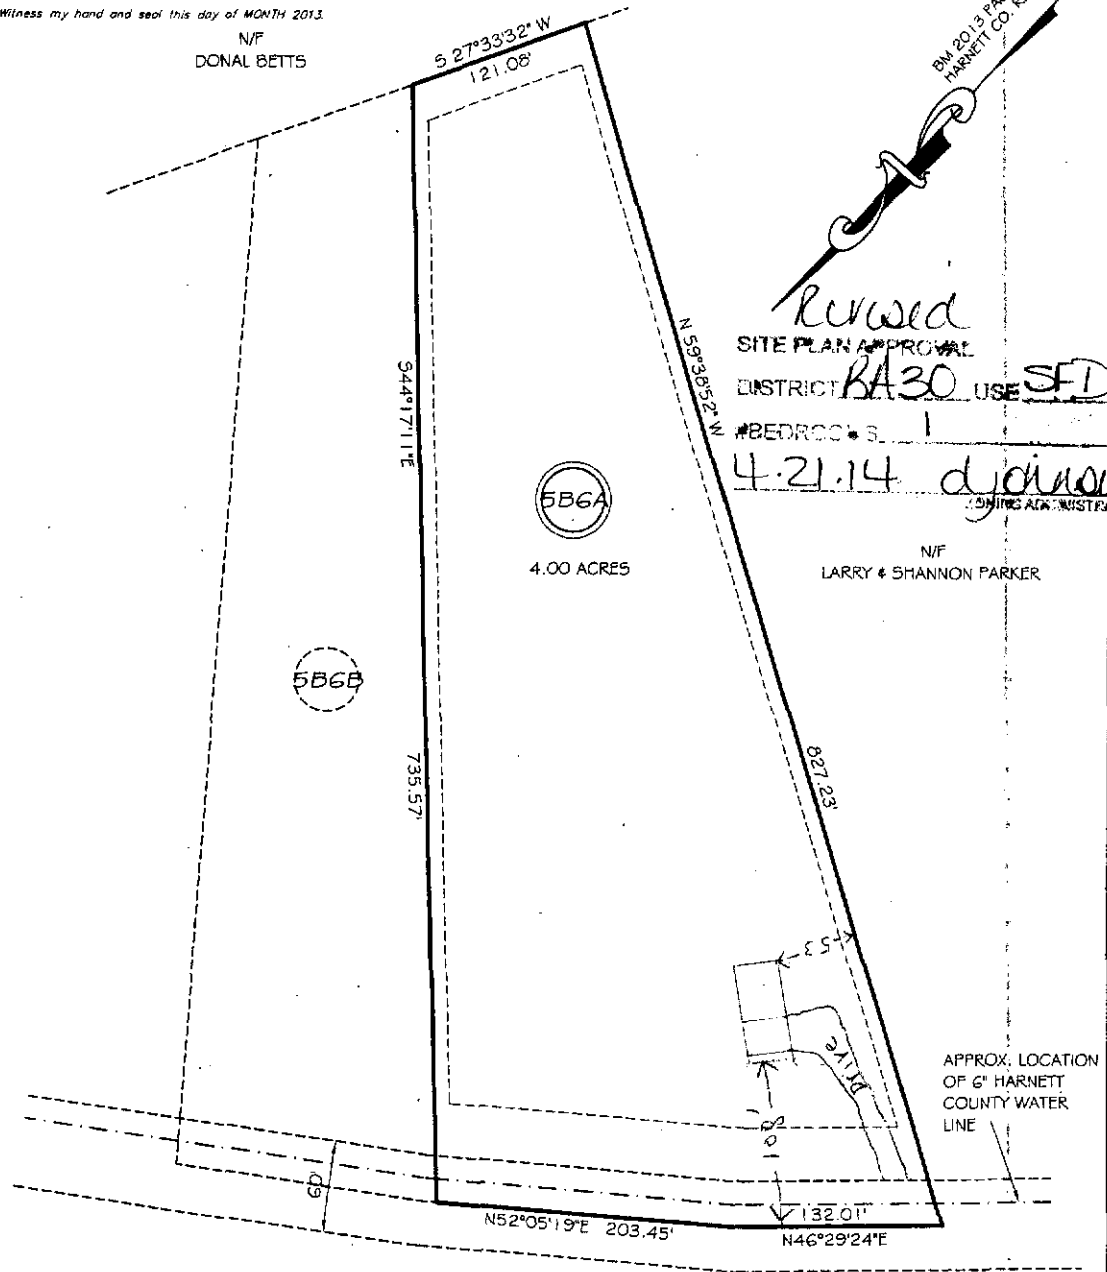 Witness my hand and seal this day of MONTH 2013.
N/F
DONAL BETTS
S 27°33'32" W
121.08'
BM 2013
HARNETT CO.
Revised
SITE PLAN APPROVAL
DISTRICT RA30 USE SFD
#BEDROOMS 1
4.21.14
N 59°38'52" W
S44°17'11"E
5B6A
4.00 ACRES
N/F
LARRY & SHANNON PARKER
5B6B
735.57'
827.23'
53
Drive
108'
APPROX. LOCATION
OF 6" HARNETT
COUNTY WATER
LINE
60'
N52°05'19"E 203.45'
132.01'
N46°29'24"E